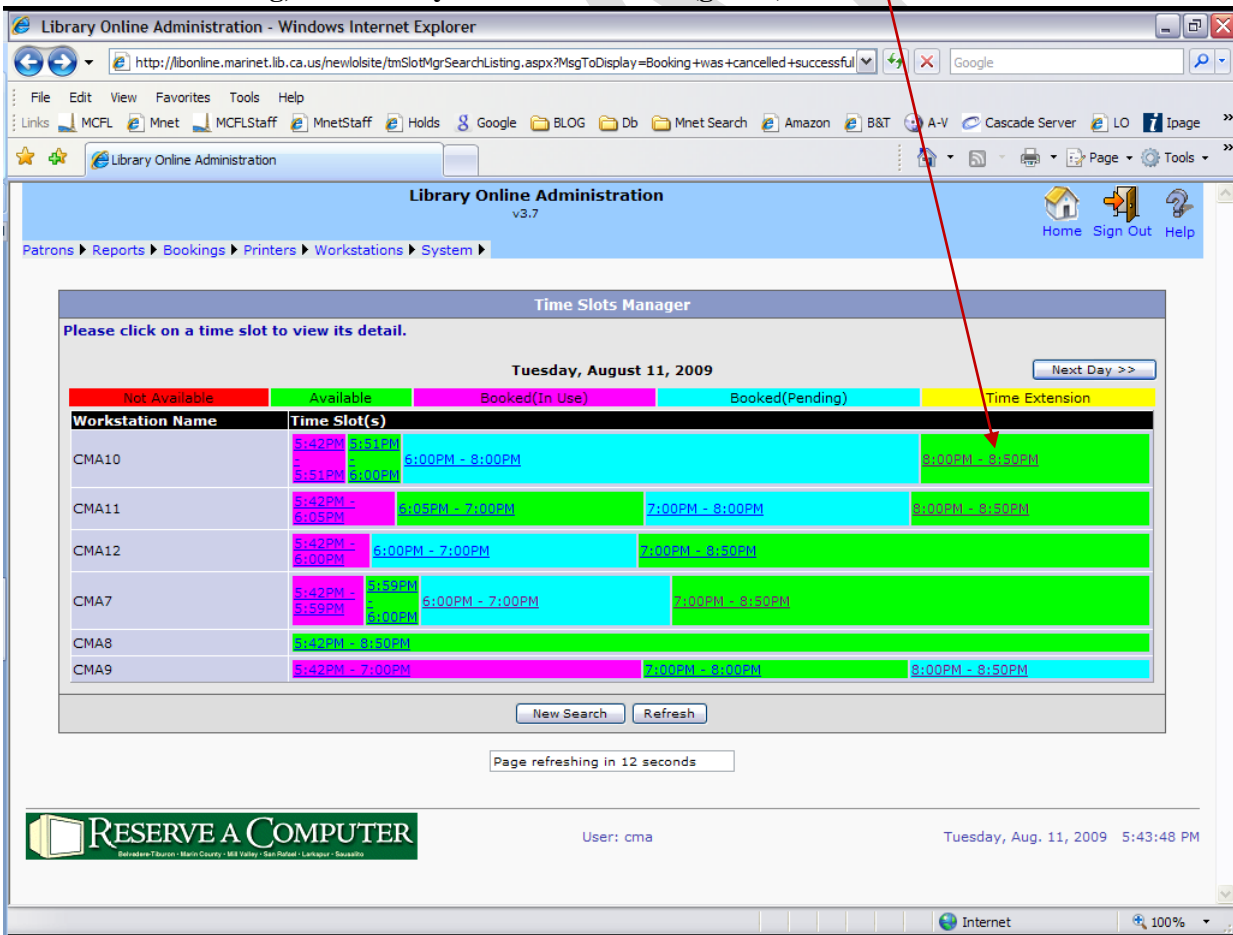 Library Online Administration - Windows Internet Explorer
http://libonline.marinet.lib.ca.us/newlolsite/tmSlotMgrSearchListing.aspx?MsgToDisplay=Booking+was+cancelled+successful
Google
File Edit View Favorites Tools Help
Links MCFL Mnet MCFLStaff MnetStaff Holds Google BLOG Db Mnet Search Amazon B&T A-V Cascade Server LO Ipage »
Library Online Administration
Page Tools »
Library Online Administration
v3.7
Home Sign Out Help
Patrons Reports Bookings Printers Workstations System
Time Slots Manager
Please click on a time slot to view its detail.
Tuesday, August 11, 2009
Next Day >>
Not Available Available Booked(In Use) Booked(Pending) Time Extension
Workstation Name Time Slot(s)
CMA10 5:42PM - 5:51PM 5:51PM - 6:00PM 6:00PM - 8:00PM 8:00PM - 8:50PM
CMA11 5:42PM - 6:05PM 6:05PM - 7:00PM 7:00PM - 8:00PM 8:00PM - 8:50PM
CMA12 5:42PM - 6:00PM 6:00PM - 7:00PM 7:00PM - 8:50PM
CMA7 5:42PM - 5:59PM 5:59PM - 6:00PM 6:00PM - 7:00PM 7:00PM - 8:50PM
CMA8 5:42PM - 8:50PM
CMA9 5:42PM - 7:00PM 7:00PM - 8:00PM 8:00PM - 8:50PM
New Search Refresh
Page refreshing in 12 seconds
RESERVE A COMPUTER
Belvedere-Tiburon - Marin County - Mill Valley - San Rafael - Larkspur - Sausalito
User: cma
Tuesday, Aug. 11, 2009 5:43:48 PM
Internet 100%